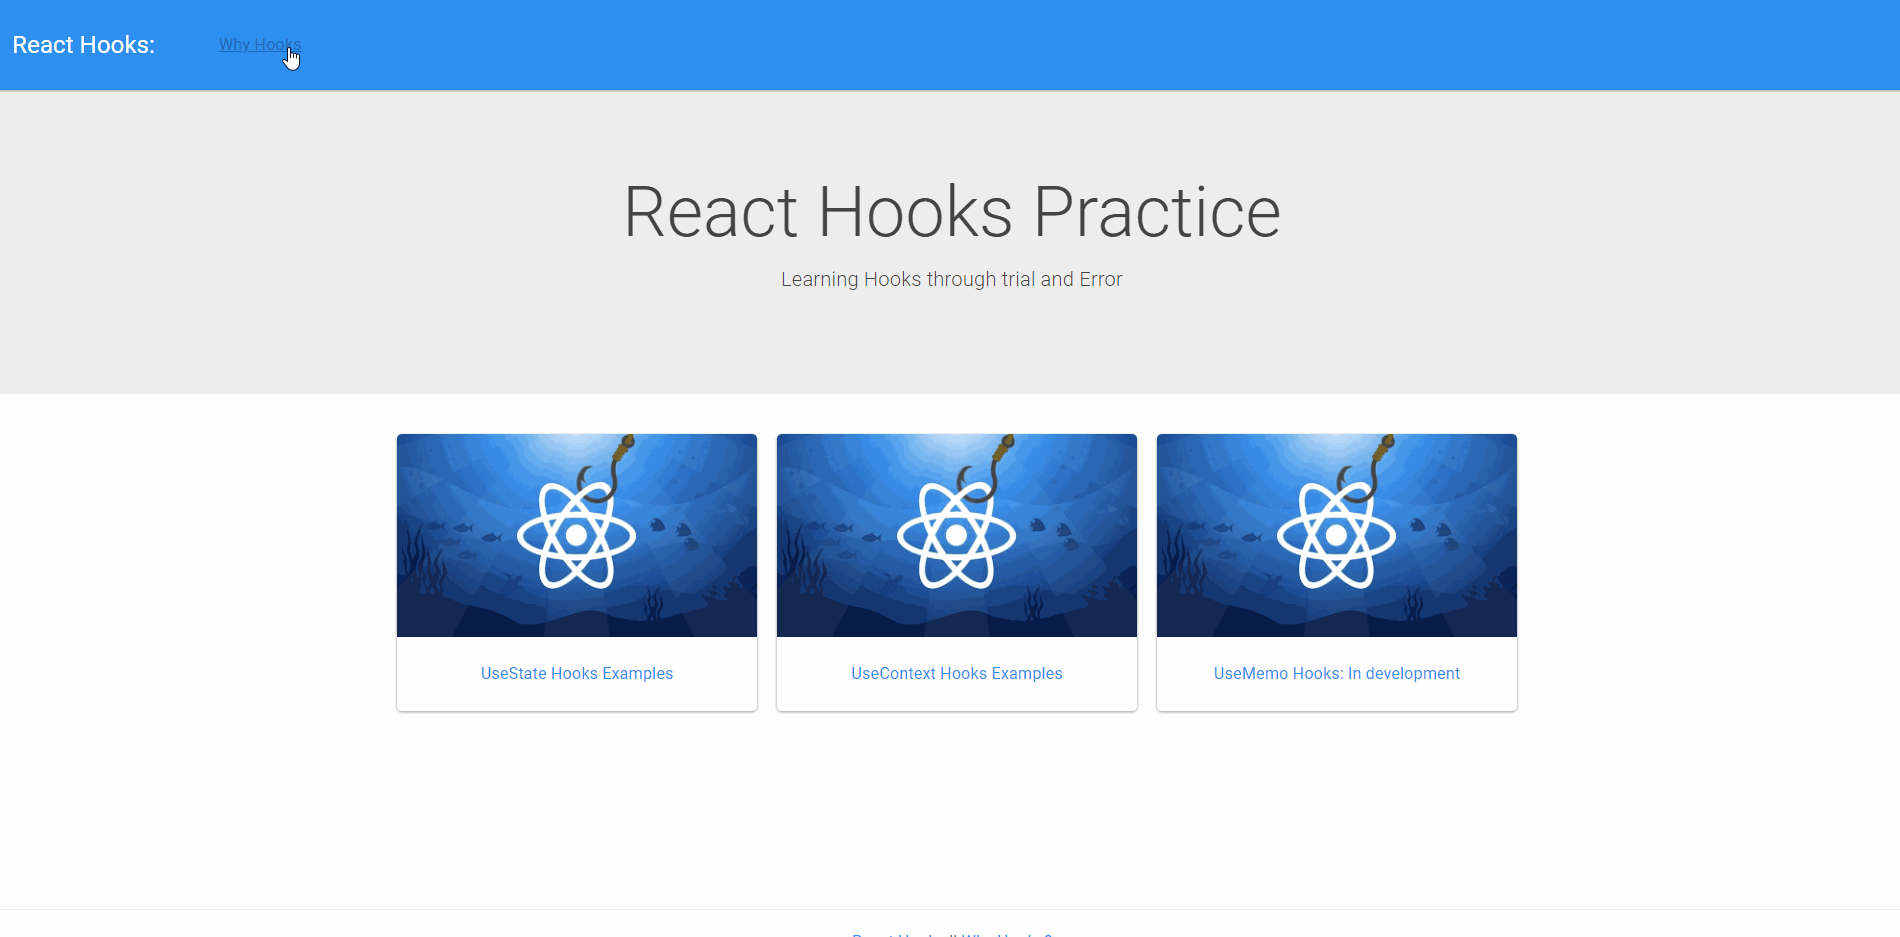 React Hooks:
Why Hooks
React Hooks Practice
Learning Hooks through trial and Error
UseState Hooks Examples
UseContext Hooks Examples
UseMemo Hooks: In development